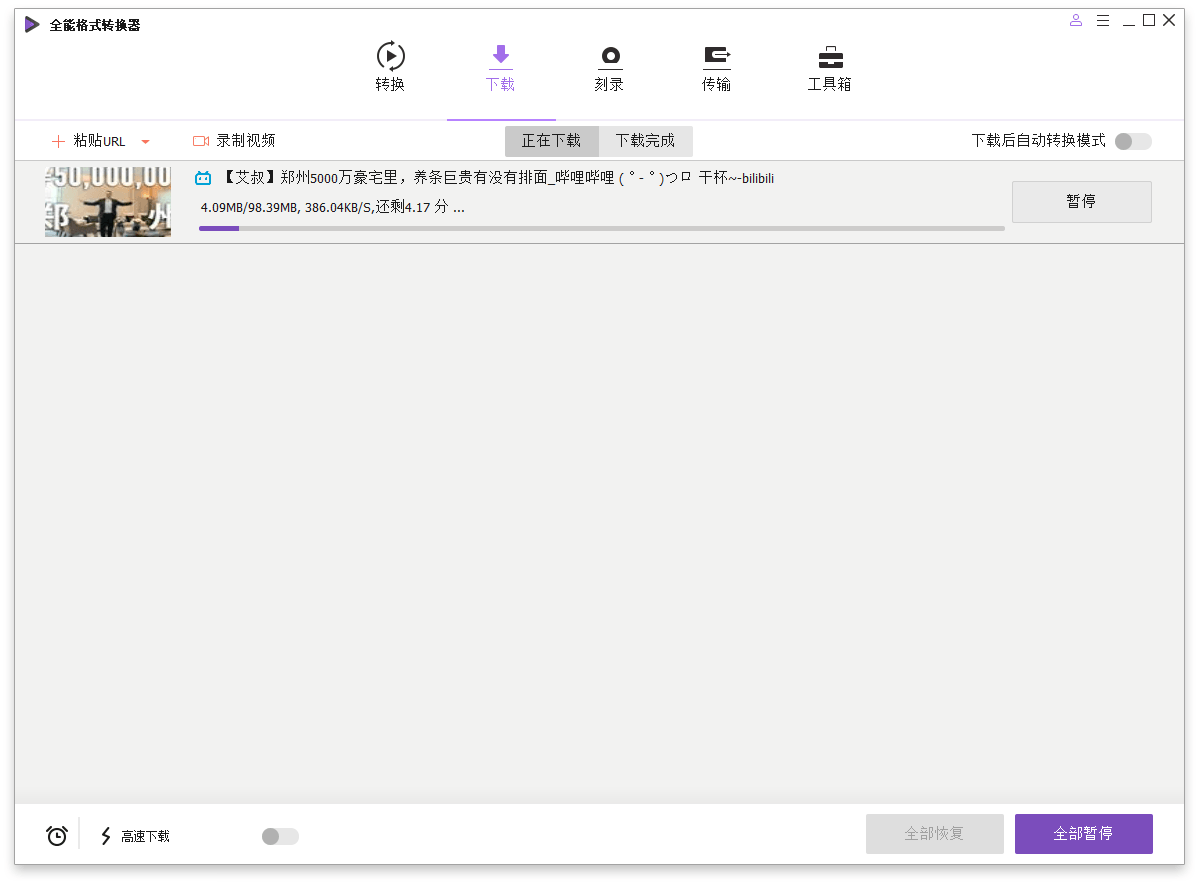 全能格式转换器
转换 下载 刻录 传输 工具箱
粘贴URL 录制视频 正在下载 下载完成 下载后自动转换模式
50,000,00
郑 州
【艾叔】郑州5000万豪宅里，养条巨贵有没有排面_哔哩哔哩 ( ゜- ゜)つロ 干杯~-bilibili
4.09MB/98.39MB, 386.04KB/S,还剩4.17 分 ...
暂停
高速下载 全部恢复 全部暂停